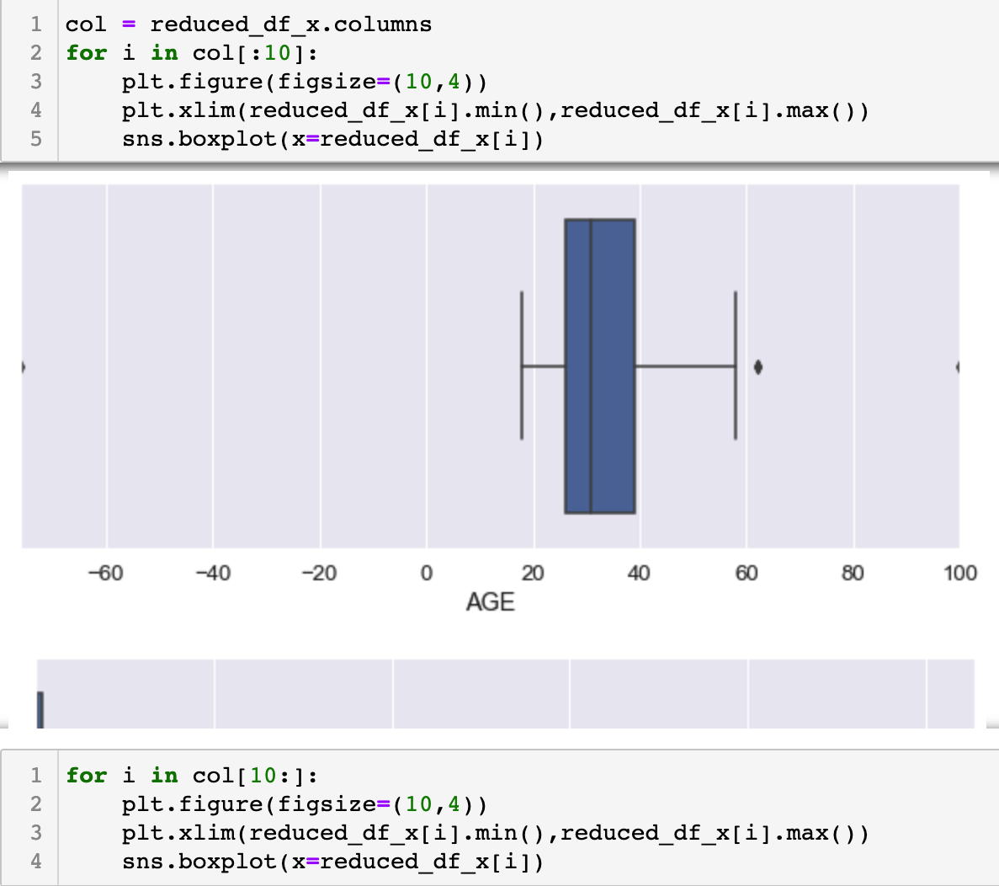 1 col = reduced_df_x.columns
2 for i in col[:10]:
3     plt.figure(figsize=(10,4))
4     plt.xlim(reduced_df_x[i].min(),reduced_df_x[i].max())
5     sns.boxplot(x=reduced_df_x[i])
−60 −40 −20 0 20 40 60 80 100
AGE
1 for i in col[10:]:
2     plt.figure(figsize=(10,4))
3     plt.xlim(reduced_df_x[i].min(),reduced_df_x[i].max())
4     sns.boxplot(x=reduced_df_x[i])